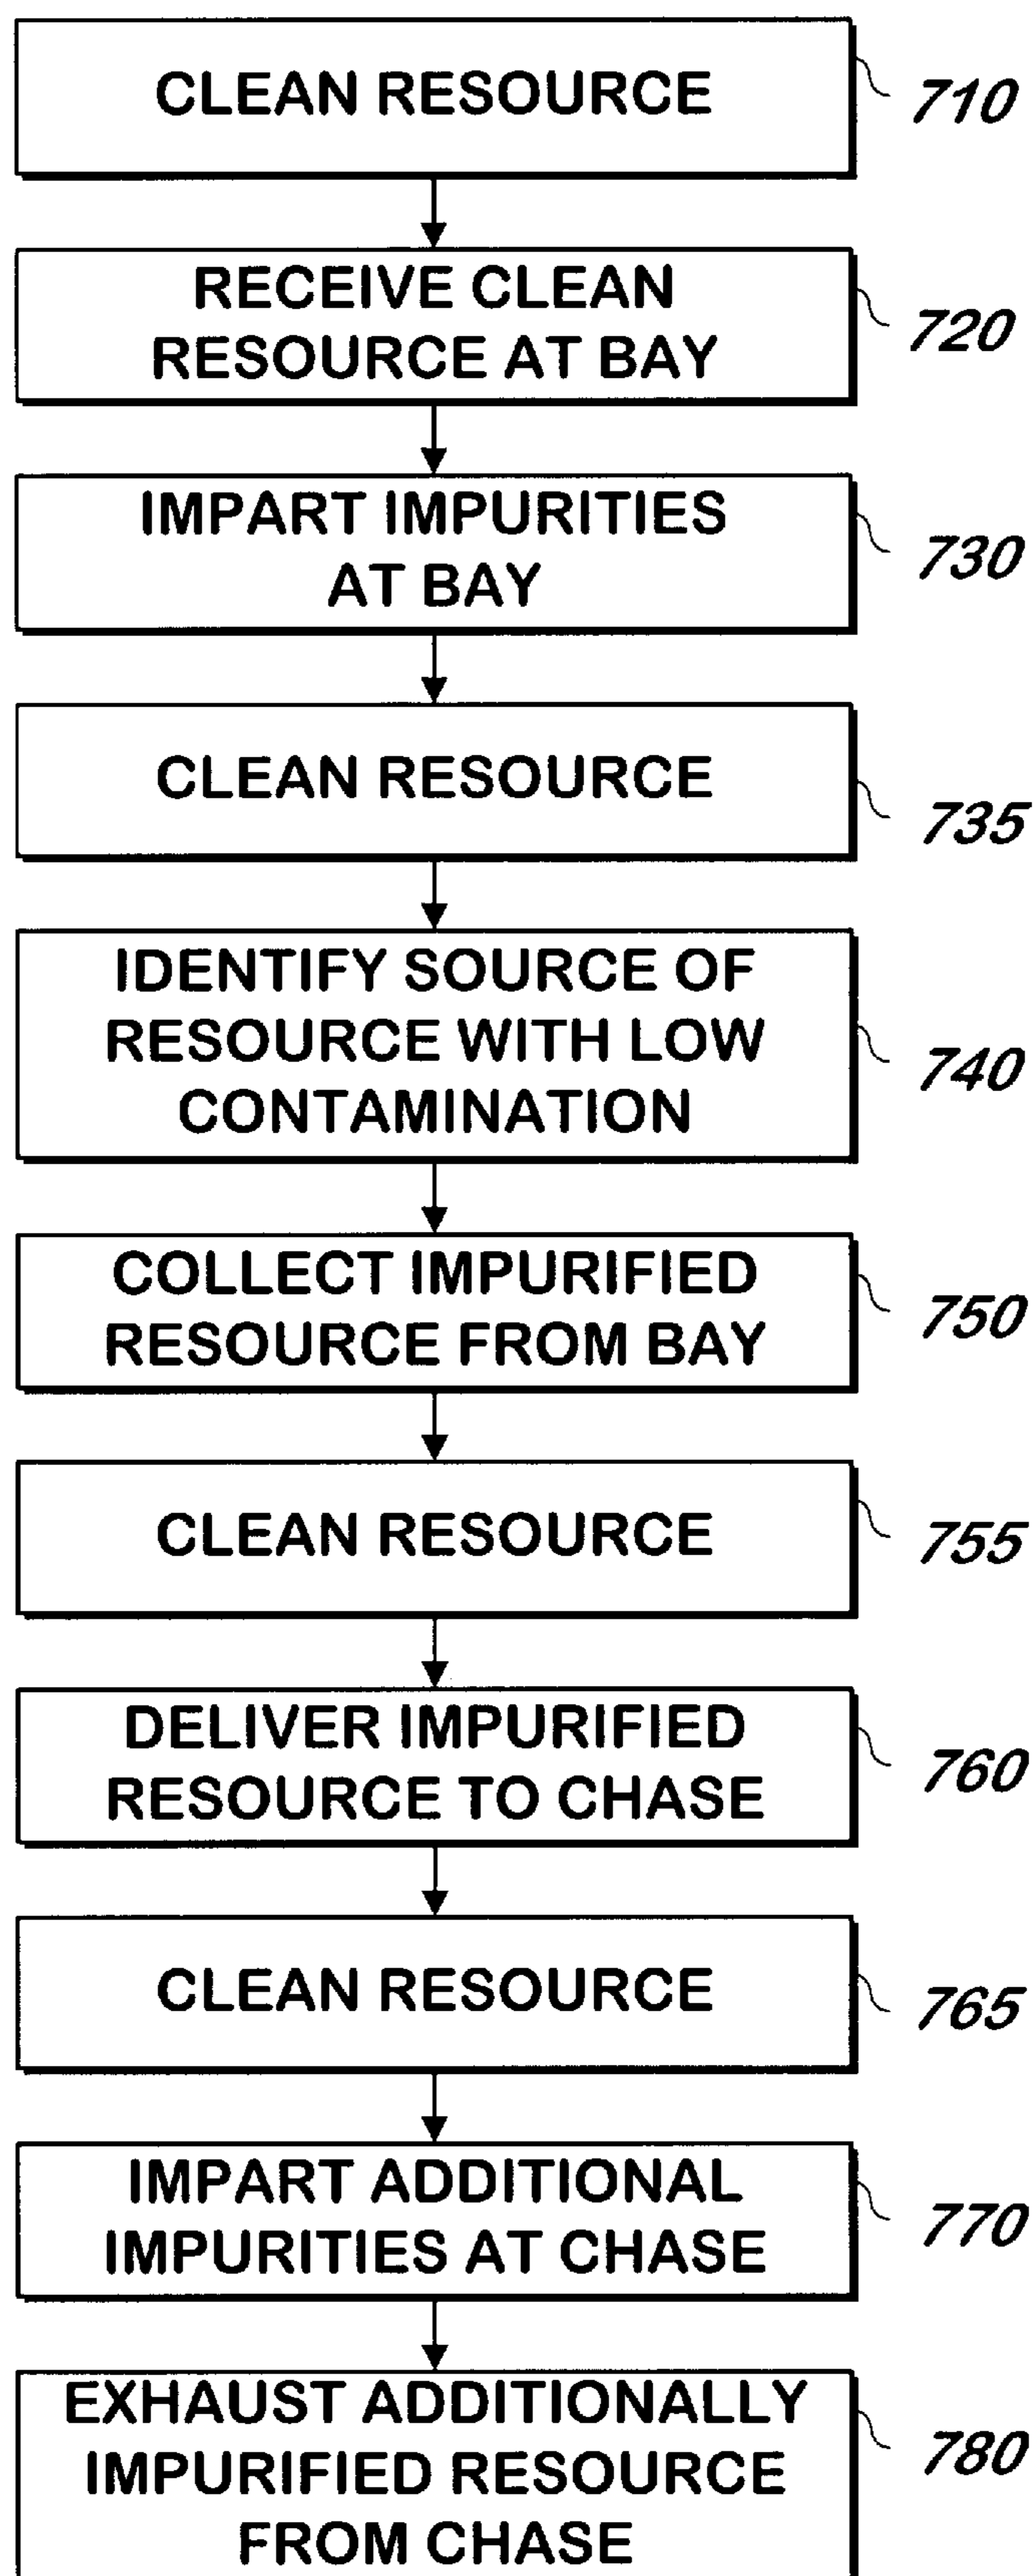 CLEAN RESOURCE
710
RECEIVE CLEAN
RESOURCE AT BAY
720
IMPART IMPURITIES
AT BAY
730
CLEAN RESOURCE
735
IDENTIFY SOURCE OF
RESOURCE WITH LOW
CONTAMINATION
740
COLLECT IMPURIFIED
RESOURCE FROM BAY
750
CLEAN RESOURCE
755
DELIVER IMPURIFIED
RESOURCE TO CHASE
760
CLEAN RESOURCE
765
IMPART ADDITIONAL
IMPURITIES AT CHASE
770
EXHAUST ADDITIONALLY
IMPURIFIED RESOURCE
FROM CHASE
780